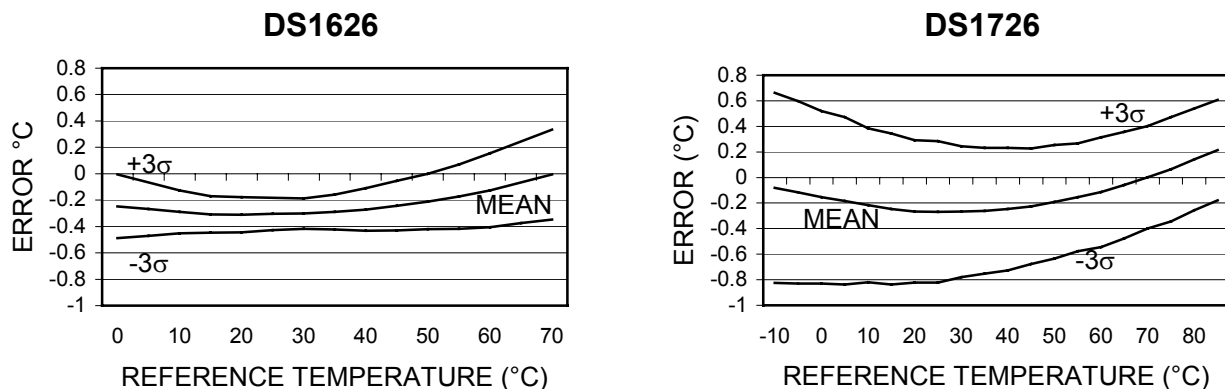 DS1626
0.8
0.6
0.4
0.2
0
-0.2
-0.4
-0.6
-0.8
-1
ERROR °C
+3σ
MEAN
-3σ
0 10 20 30 40 50 60 70
REFERENCE TEMPERATURE (°C)
DS1726
0.8
0.6
0.4
0.2
0
-0.2
-0.4
-0.6
-0.8
-1
ERROR (°C)
+3σ
MEAN
-3σ
-10 0 10 20 30 40 50 60 70 80
REFERENCE TEMPERATURE (°C)